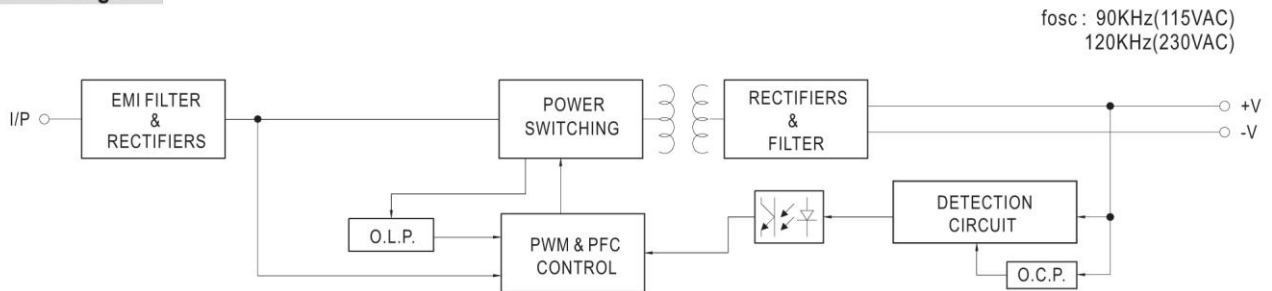 fosc : 90KHz(115VAC)
120KHz(230VAC)
I/P
EMI FILTER
&
RECTIFIERS
POWER
SWITCHING
RECTIFIERS
&
FILTER
+V
-V
O.L.P.
PWM & PFC
CONTROL
DETECTION
CIRCUIT
O.C.P.